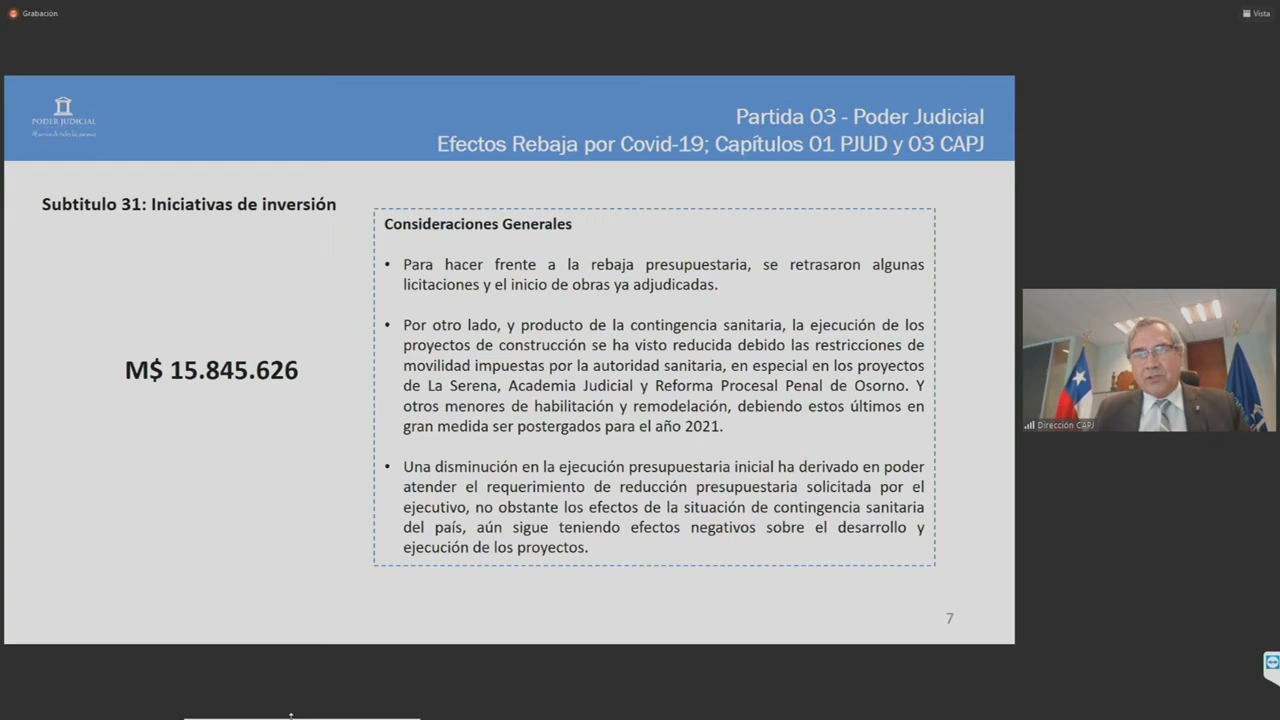 Grabación
Vista
PODER JUDICIAL
Partida 03 - Poder Judicial
Efectos Rebaja por Covid-19; Capítulos 01 PJUD y 03 CAPJ
Subtitulo 31: Iniciativas de inversión
M$ 15.845.626
Consideraciones Generales
• Para hacer frente a la rebaja presupuestaria, se retrasaron algunas
licitaciones y el inicio de obras ya adjudicadas.
• Por otro lado, y producto de la contingencia sanitaria, la ejecución de los
proyectos de construcción se ha visto reducida debido las restricciones de
movilidad impuestas por la autoridad sanitaria, en especial en los proyectos
de La Serena, Academia Judicial y Reforma Procesal Penal de Osorno. Y
otros menores de habilitación y remodelación, debiendo estos últimos en
gran medida ser postergados para el año 2021.
• Una disminución en la ejecución presupuestaria inicial ha derivado en poder
atender el requerimiento de reducción presupuestaria solicitada por el
ejecutivo, no obstante los efectos de la situación de contingencia sanitaria
del país, aún sigue teniendo efectos negativos sobre el desarrollo y
ejecución de los proyectos.
7
Dirección CAPJ